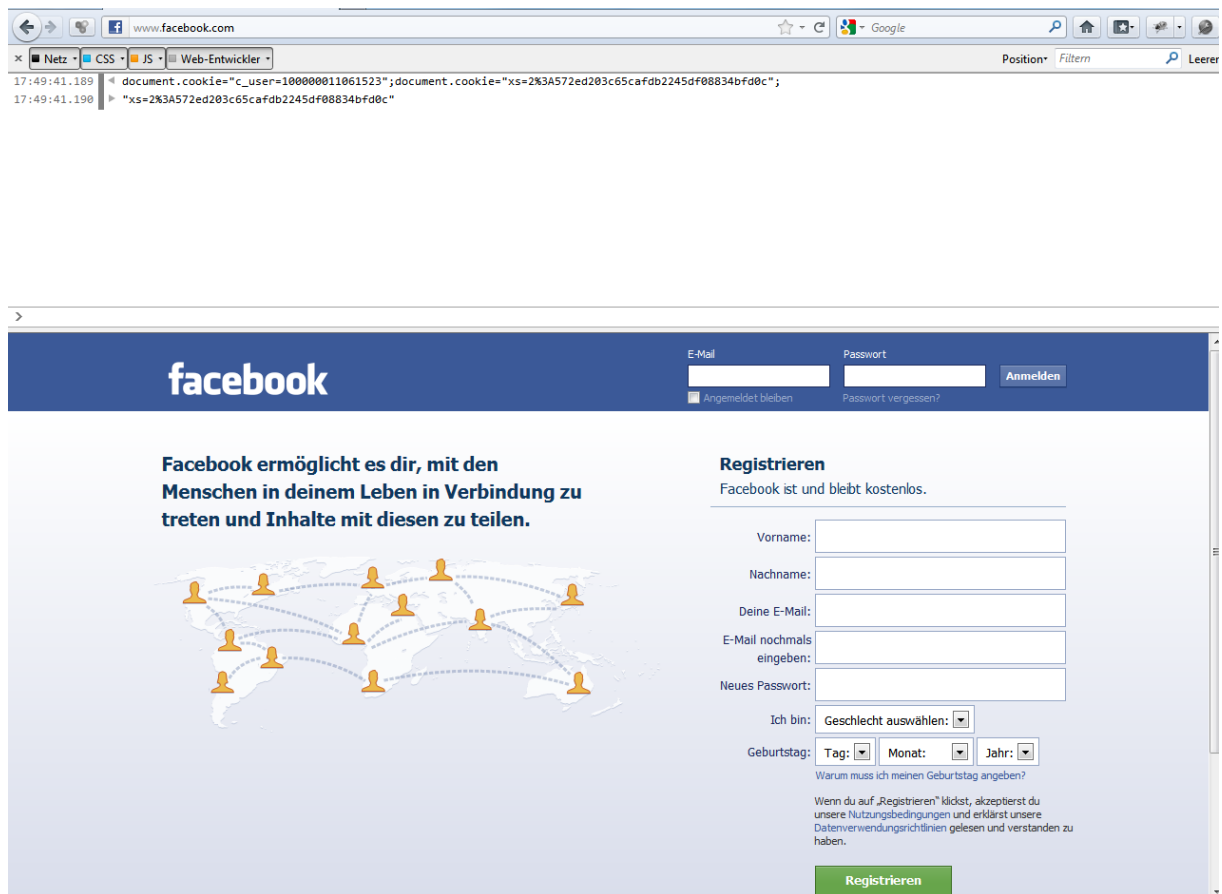 www.facebook.com
Google
Netz
CSS
JS
Web-Entwickler
Position
Filtern
Leeren
17:49:41.189 document.cookie="c_user=100000011061523";document.cookie="xs=2%3A572ed203c65cafdb2245df08834bfd0c";
17:49:41.190 "xs=2%3A572ed203c65cafdb2245df08834bfd0c"
>
facebook
E-Mail
Passwort
Anmelden
Angemeldet bleiben
Passwort vergessen?
Facebook ermöglicht es dir, mit den
Menschen in deinem Leben in Verbindung zu
treten und Inhalte mit diesen zu teilen.
Registrieren
Facebook ist und bleibt kostenlos.
Vorname:
Nachname:
Deine E-Mail:
E-Mail nochmals
eingeben:
Neues Passwort:
Ich bin: Geschlecht auswählen:
Geburtstag: Tag: Monat: Jahr:
Warum muss ich meinen Geburtstag angeben?
Wenn du auf „Registrieren“ klickst, akzeptierst du
unsere Nutzungsbedingungen und erklärst unsere
Datenverwendungsrichtlinien gelesen und verstanden zu
haben.
Registrieren